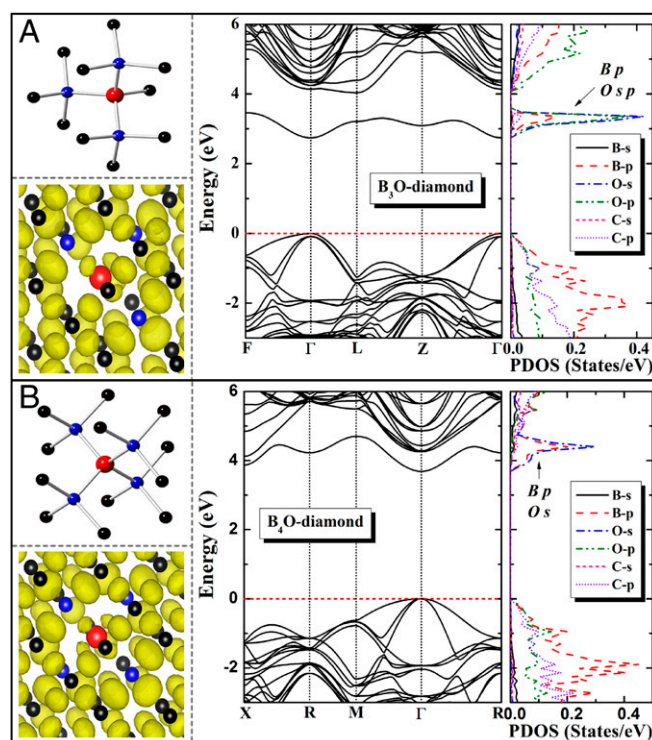 A
Energy (eV)
6
4
2
0
-2
B₃O-diamond
F Γ L Z Γ
B p
O s p
B-s
B-p
O-s
O-p
C-s
C-p
0.0 0.2 0.4
PDOS (States/eV)
B
Energy (eV)
6
4
2
0
-2
B₄O-diamond
X R M Γ R
B p
O s
B-s
B-p
O-s
O-p
C-s
C-p
0.0 0.2 0.4
PDOS (States/eV)